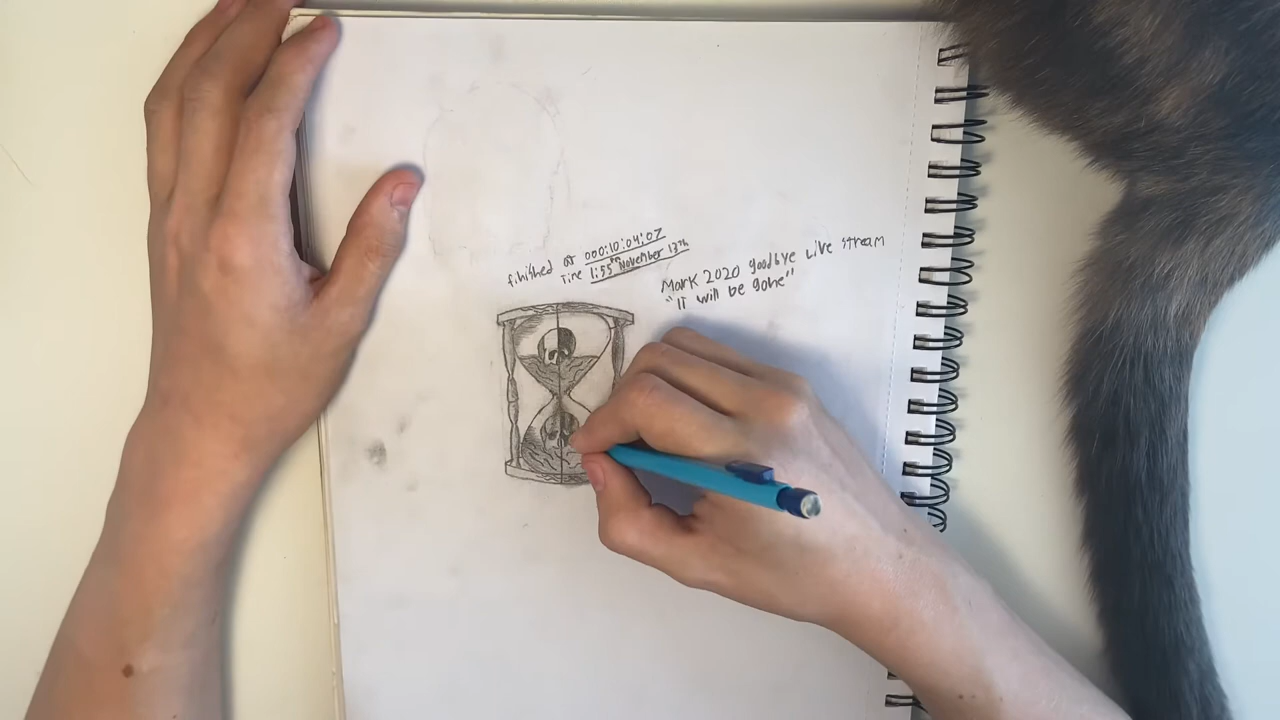 finished at 000:10:04:02
Time 1:55 November 13th
Mark 2020 goodbye Live stream
"it will be gone"